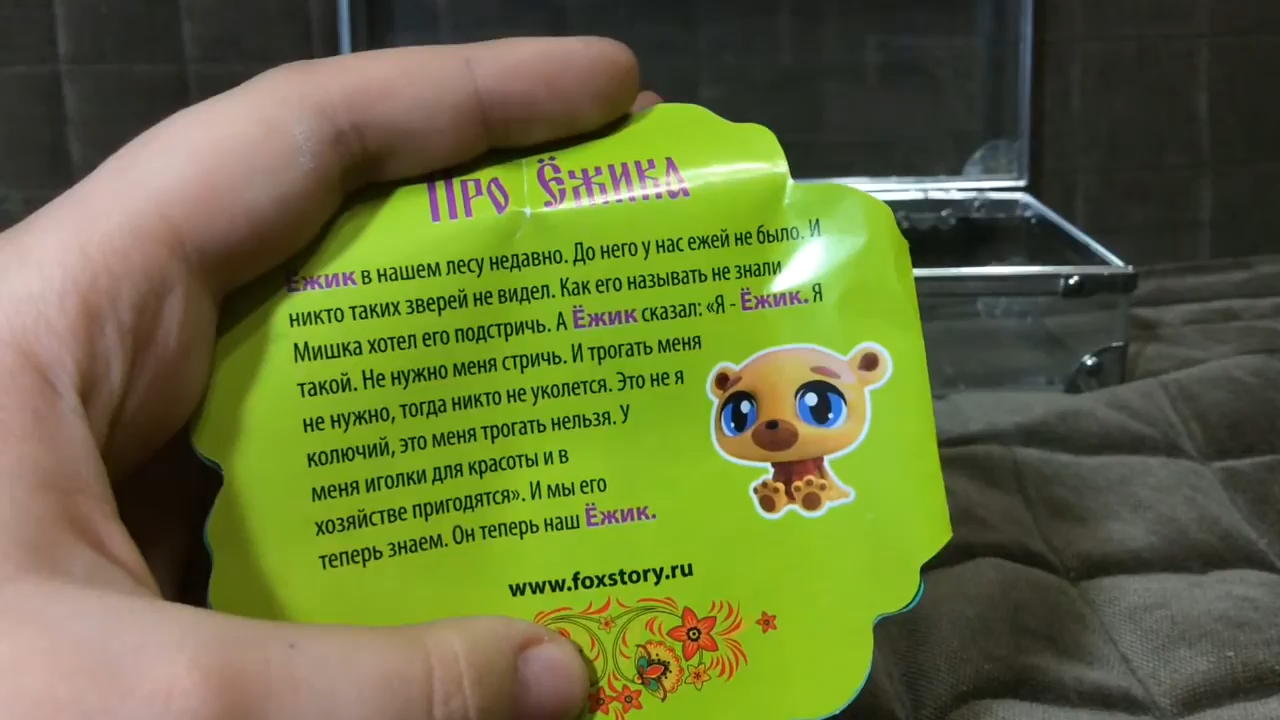 Про Ёжика
Ёжик в нашем лесу недавно. До него у нас ежей не было. И
никто таких зверей не видел. Как его называть не знали
Мишка хотел его подстричь. А Ёжик сказал: «Я - Ёжик. Я
такой. Не нужно меня стричь. И трогать меня
не нужно, тогда никто не уколется. Это не я
колючий, это меня трогать нельзя. У
меня иголки для красоты и в
хозяйстве пригодятся». И мы его
теперь знаем. Он теперь наш Ёжик.
www.foxstory.ru